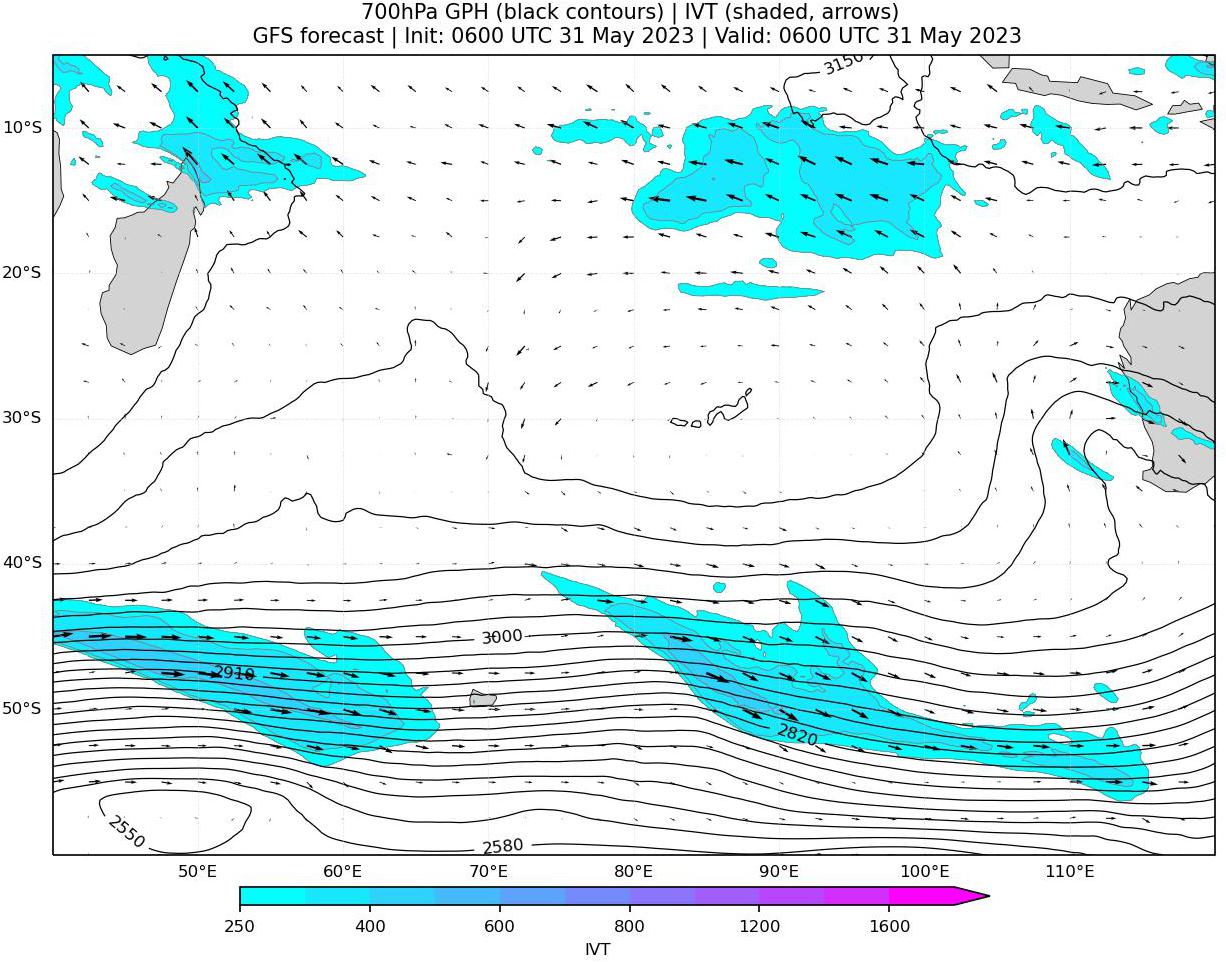 700hPa GPH (black contours) | IVT (shaded, arrows)
GFS forecast | Init: 0600 UTC 31 May 2023 | Valid: 0600 UTC 31 May 2023
3150
10°S
20°S
30°S
40°S
3000
2910
50°S
2820
2550
2580
50°E 60°E 70°E 80°E 90°E 100°E 110°E
250 400 600 800 1200 1600
IVT